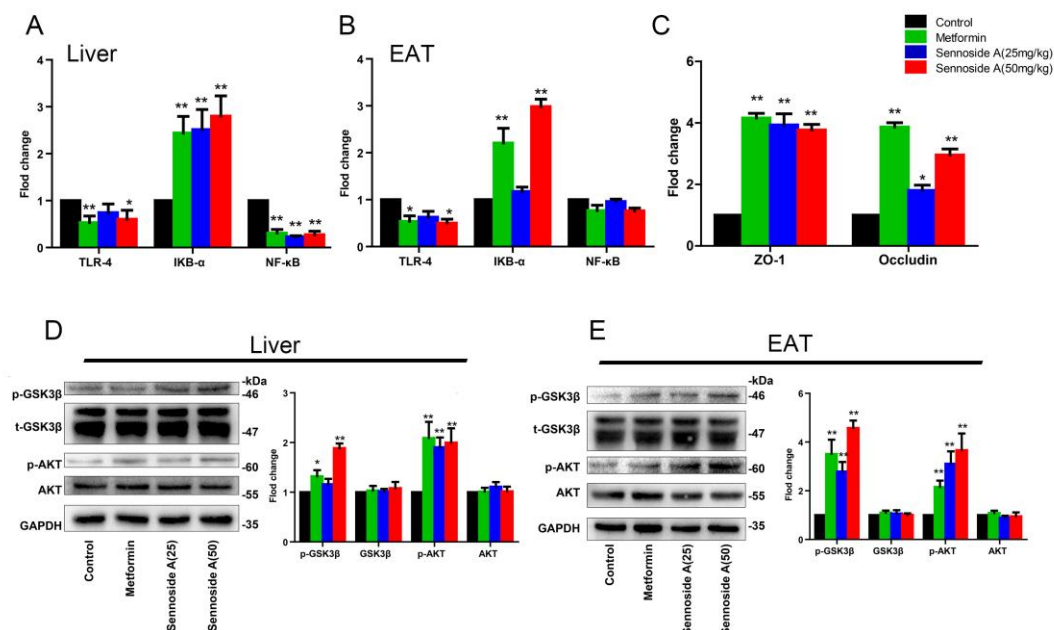 A
Liver
Flod change
4
3
2
1
0
** *
** ** **
** ** **
TLR-4 IKB-α NF-κB
B
EAT
Flod change
4
3
2
1
0
* *
** **
TLR-4 IKB-α NF-κB
C
Flod change
6
4
2
0
** ** **
** * **
ZO-1 Occludin
Control
Metformin
Sennoside A(25mg/kg)
Sennoside A(50mg/kg)
D
Liver
-kDa
p-GSK3β -46
t-GSK3β -47
p-AKT -60
AKT -55
GAPDH -35
Control
Metformin
Sennoside A(25)
Sennoside A(50)
Flod change
3
2
1
0
* **
** ** **
p-GSK3β GSK3β p-AKT AKT
E
EAT
-kDa
p-GSK3β -46
t-GSK3β -47
p-AKT -60
AKT -55
GAPDH -35
Control
Metformin
Sennoside A(25)
Sennoside A(50)
Flod change
6
4
2
0
** ** **
** ** **
p-GSK3β GSK3β p-AKT AKT